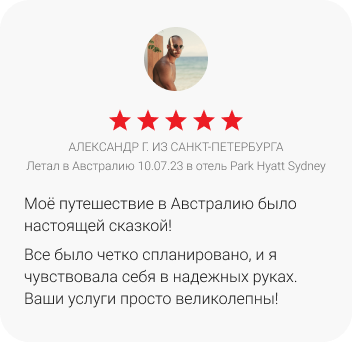 АЛЕКСАНДР Г. ИЗ САНКТ-ПЕТЕРБУРГА
Летал в Австралию 10.07.23 в отель Park Hyatt Sydney
Моё путешествие в Австралию было
настоящей сказкой!
Все было четко спланировано, и я
чувствовала себя в надежных руках.
Ваши услуги просто великолепны!